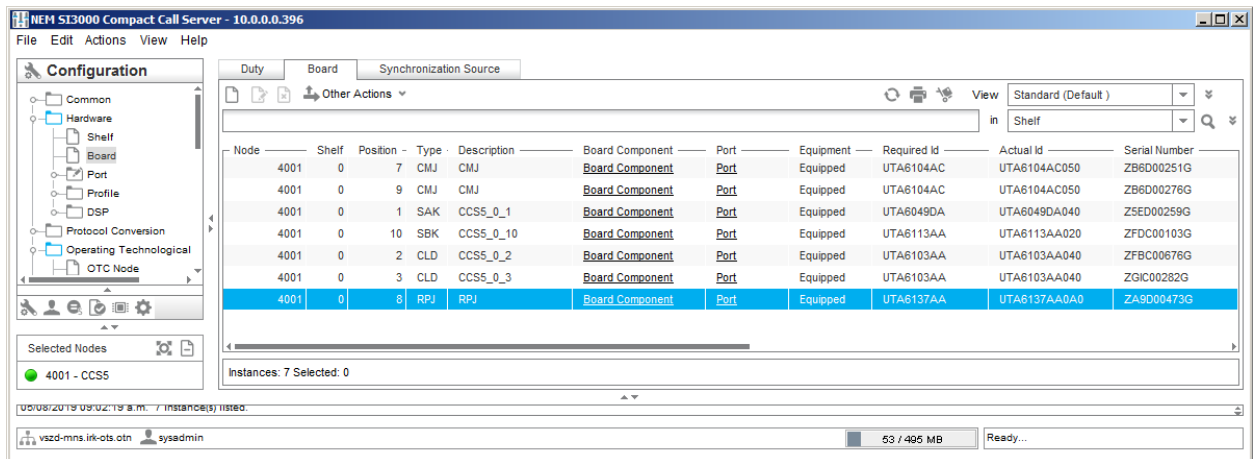 NEM SI3000 Compact Call Server - 10.0.0.0.396
File Edit Actions View Help
Configuration
Common
Hardware
Shelf
Board
Port
Profile
DSP
Protocol Conversion
Operating Technological
OTC Node
Selected Nodes
4001 - CCS5
Duty Board Synchronization Source
Other Actions View Standard (Default )
in Shelf
Node Shelf Position Type Description Board Component Port Equipment Required Id Actual Id Serial Number
4001 0 7 CMJ CMJ Board Component Port Equipped UTA6104AC UTA6104AC050 ZB6D00251G
4001 0 9 CMJ CMJ Board Component Port Equipped UTA6104AC UTA6104AC050 ZB6D00276G
4001 0 1 SAK CCS5_0_1 Board Component Port Equipped UTA6049DA UTA6049DA040 Z5ED00259G
4001 0 10 SBK CCS5_0_10 Board Component Port Equipped UTA6113AA UTA6113AA020 ZFDC00103G
4001 0 2 CLD CCS5_0_2 Board Component Port Equipped UTA6103AA UTA6103AA040 ZFBC00676G
4001 0 3 CLD CCS5_0_3 Board Component Port Equipped UTA6103AA UTA6103AA040 ZGIC00282G
4001 0 8 RPJ RPJ Board Component Port Equipped UTA6137AA UTA6137AA0A0 ZA9D00473G
Instances: 7 Selected: 0
05/08/2019 09:02:19 a.m. 7 instance(s) listed.
vszd-mns.irk-ots.otn sysadmin 53 / 495 MB Ready...